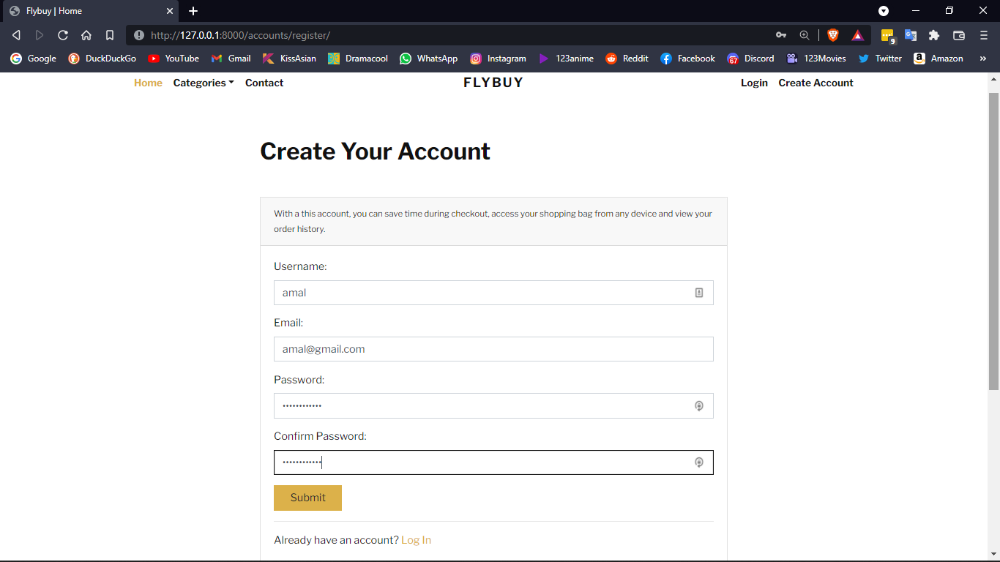 Flybuy | Home
http://127.0.0.1:8000/accounts/register/
9
Google DuckDuckGo YouTube Gmail KissAsian Dramacool WhatsApp Instagram 123anime Reddit Facebook 67 Discord 123Movies Twitter Amazon »
Home Categories Contact FLYBUY Login Create Account
Create Your Account
With a this account, you can save time during checkout, access your shopping bag from any device and view your
order history.
Username:
amal
Email:
amal@gmail.com
Password:
••••••••••••
Confirm Password:
••••••••••••
Submit
Already have an account? Log In